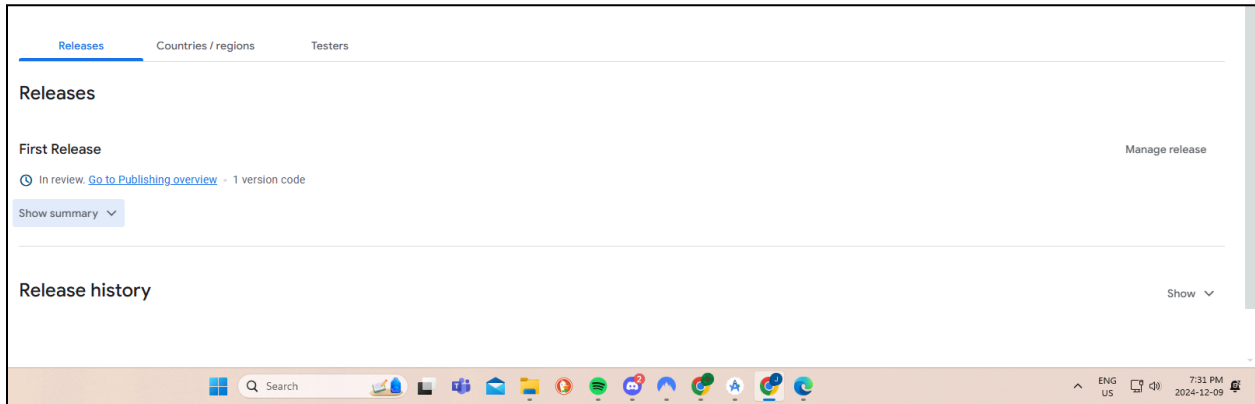 Releases Countries / regions Testers
Releases
First Release
Manage release
In review. Go to Publishing overview • 1 version code
Show summary
Release history
Show
Search
2
J
ENG
US
7:31 PM
2024-12-09